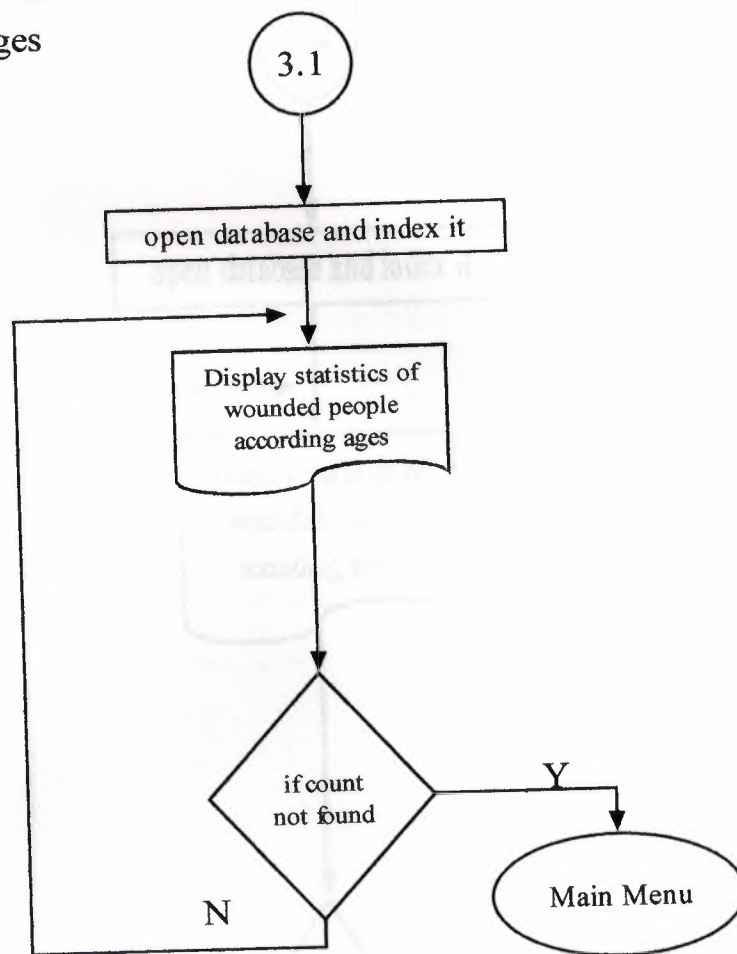 ges
3.1
open database and index it
Display statistics of
wounded people
according ages
if count
not found
Y
N
Main Menu